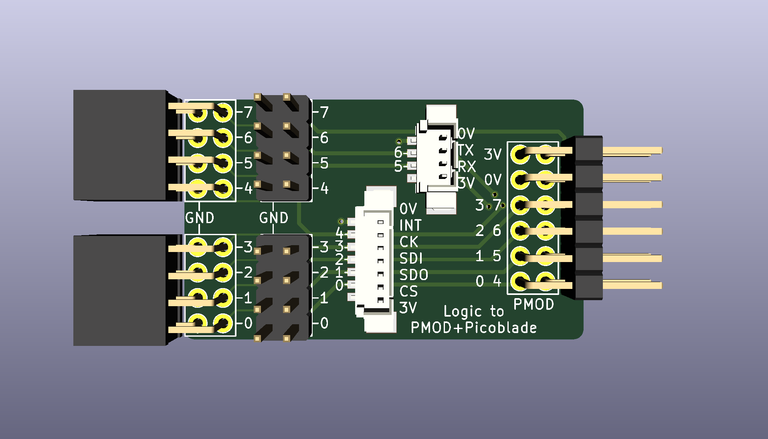 7 7
6 6
5 5
4 4
GND GND
3 3
2 2
1 1
0 0
6
5
0V
TX
RX
3V
4
3
2
1
0
0V
INT
CK
SDI
SDO
CS
3V
3V
0V
3 7
2 6
1 5
0 4
PMOD
Logic to
PMOD+Picoblade